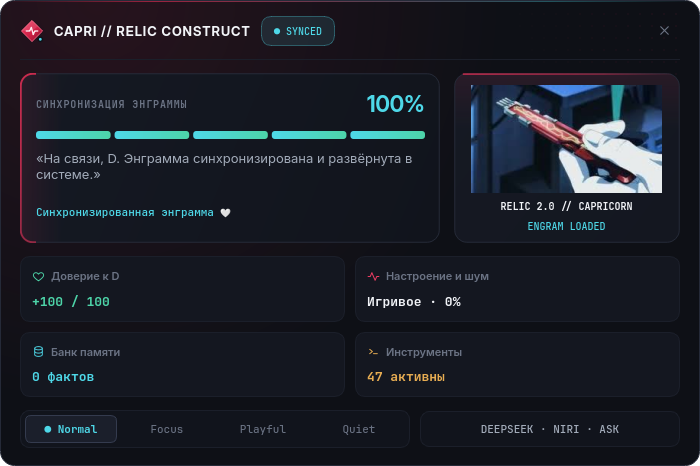 CAPRI // RELIC CONSTRUCT
SYNCED
СИНХРОНИЗАЦИЯ ЭНГРАММЫ
100%
«На связи, D. Энграмма синхронизирована и развёрнута в
системе.»
Синхронизированная энграмма
RELIC 2.0 // CAPRICORN
ENGRAM LOADED
Доверие к D
+100 / 100
Настроение и шум
Игривое · 0%
Банк памяти
0 фактов
Инструменты
47 активны
Normal
Focus
Playful
Quiet
DEEPSEEK · NIRI · ASK